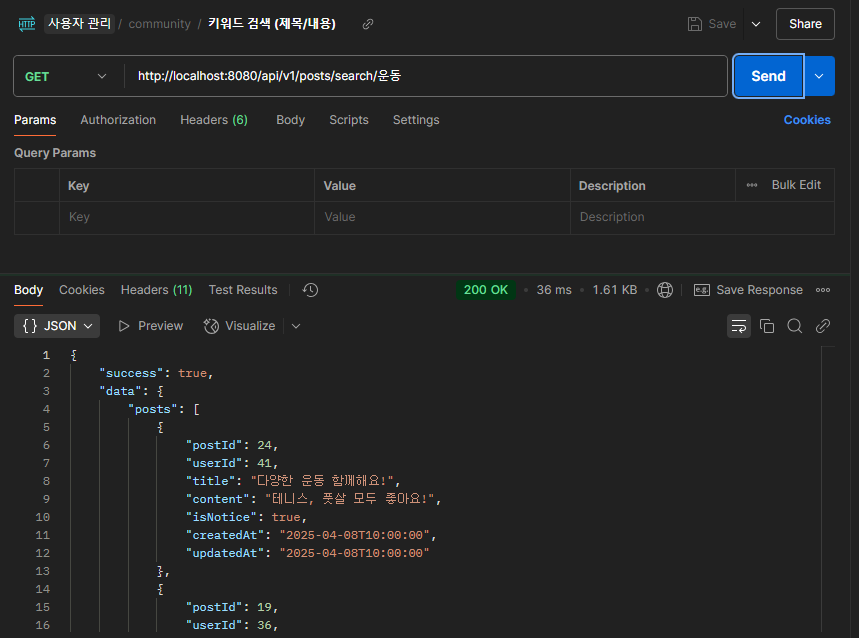 HTTP 사용자 관리 / community / 키워드 검색 (제목/내용) Save Share
GET http://localhost:8080/api/v1/posts/search/운동 Send
Params Authorization Headers (6) Body Scripts Settings Cookies
Query Params
Key Value Description ••• Bulk Edit
Key Value Description
Body Cookies Headers (11) Test Results 200 OK • 36 ms • 1.61 KB • e.g. Save Response •••
{} JSON Preview Visualize
1 {
2 "success": true,
3 "data": {
4 "posts": [
5 {
6 "postId": 24,
7 "userId": 41,
8 "title": "다양한 운동 함께해요!",
9 "content": "테니스, 풋살 모두 좋아요!",
10 "isNotice": true,
11 "createdAt": "2025-04-08T10:00:00",
12 "updatedAt": "2025-04-08T10:00:00"
13 },
14 {
15 "postId": 19,
16 "userId": 36,